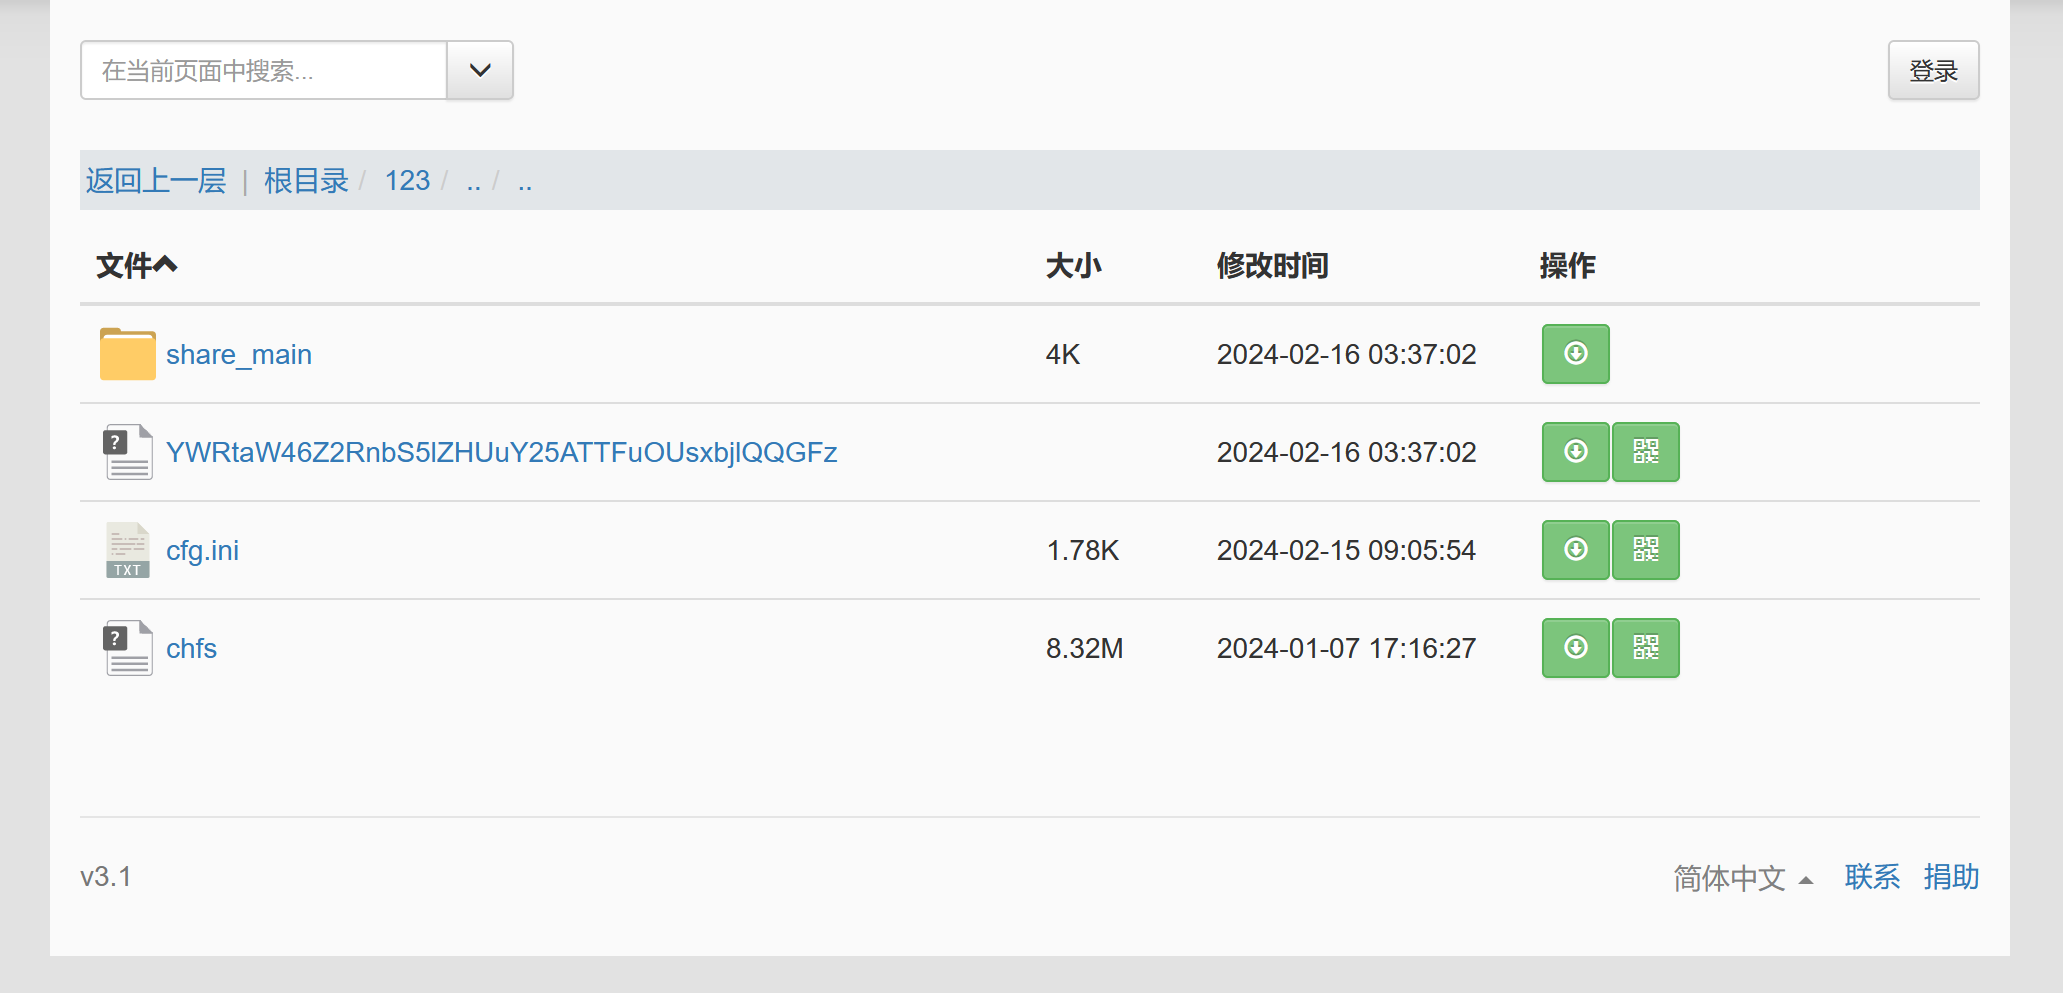 在当前页面中搜索...
登录
返回上一层 | 根目录 / 123 / .. / ..
文件 大小 修改时间 操作
share_main 4K 2024-02-16 03:37:02
YWRtaW46Z2RnbS5lZHUuY25ATTFuOUsxbjlQQGFz 2024-02-16 03:37:02
TXT cfg.ini 1.78K 2024-02-15 09:05:54
chfs 8.32M 2024-01-07 17:16:27
v3.1 简体中文 联系 捐助